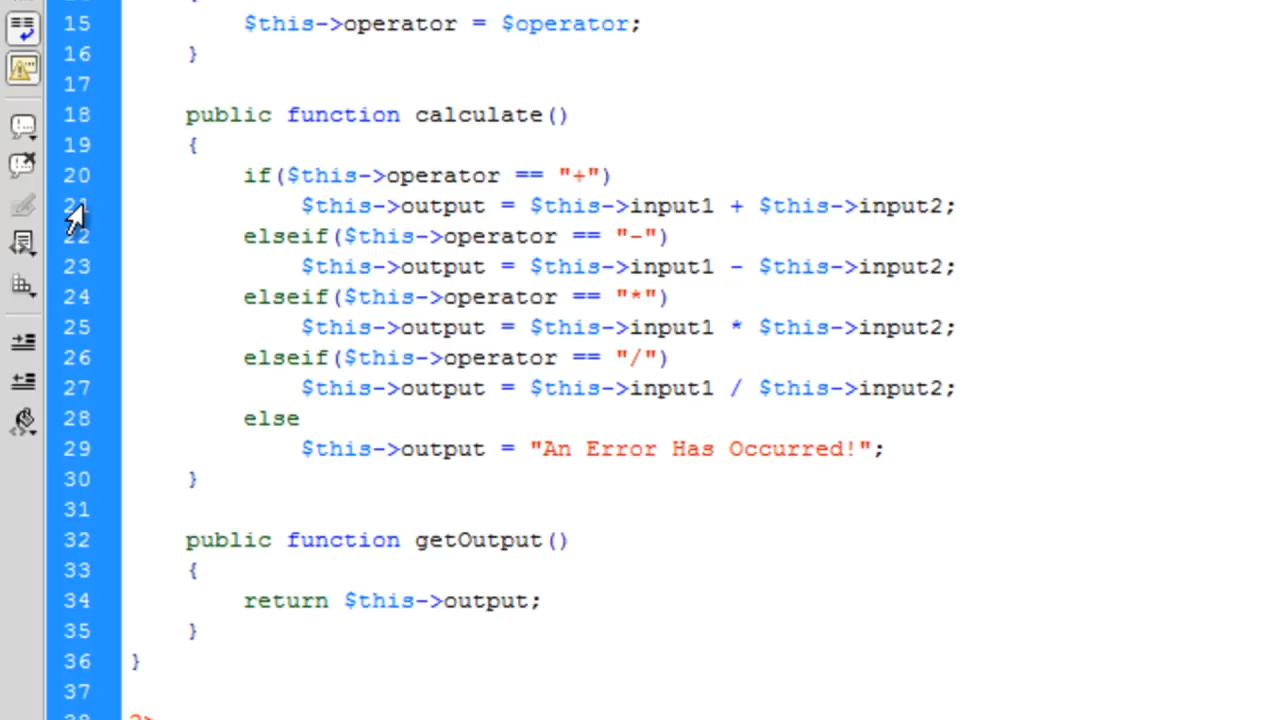 15 $this->operator = $operator;
16 }
17
18 public function calculate()
19 {
20 if($this->operator == "+")
21 $this->output = $this->input1 + $this->input2;
22 elseif($this->operator == "-")
23 $this->output = $this->input1 - $this->input2;
24 elseif($this->operator == "*")
25 $this->output = $this->input1 * $this->input2;
26 elseif($this->operator == "/")
27 $this->output = $this->input1 / $this->input2;
28 else
29 $this->output = "An Error Has Occurred!";
30 }
31
32 public function getOutput()
33 {
34 return $this->output;
35 }
36 }
37
38 ?>